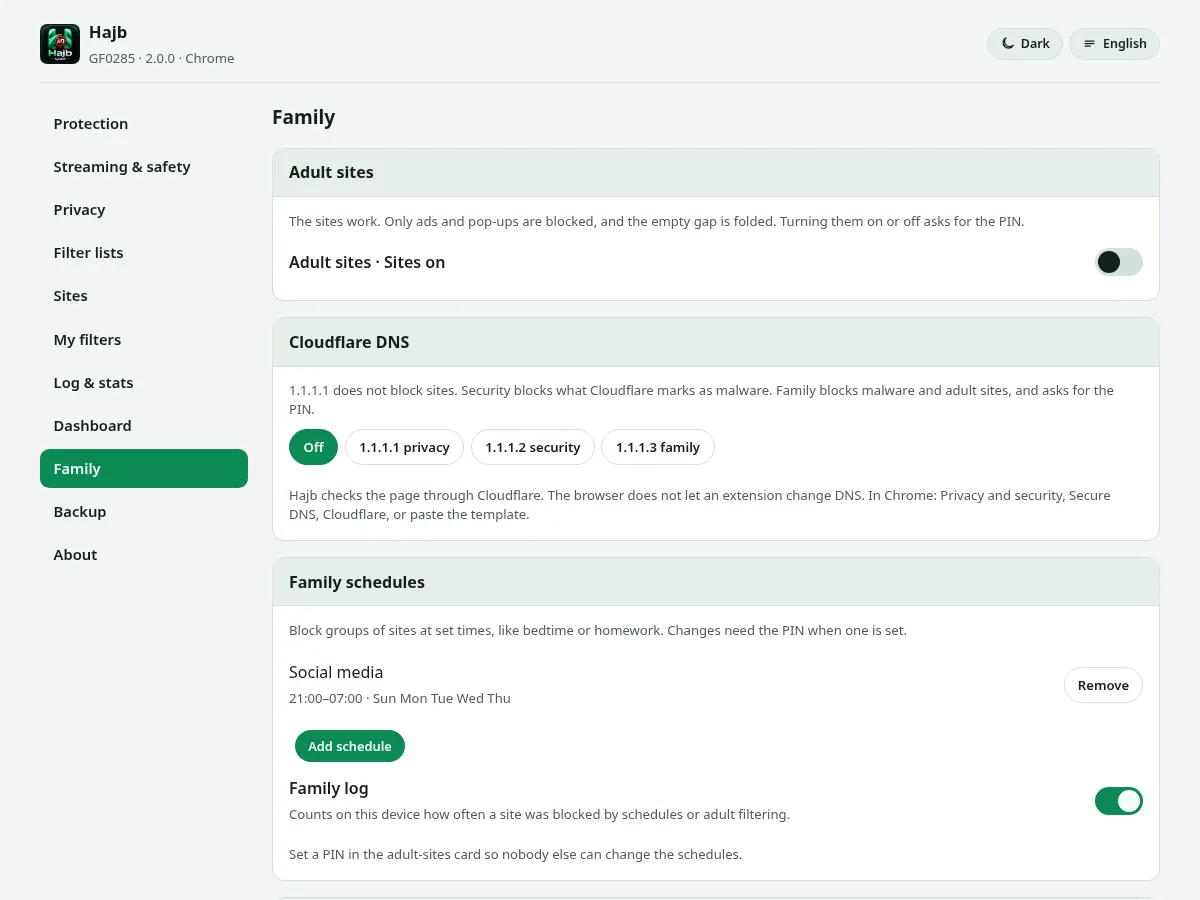 Hajb
GF0285 · 2.0.0 · Chrome
Dark
English
Protection
Streaming & safety
Privacy
Filter lists
Sites
My filters
Log & stats
Dashboard
Family
Backup
About
Family
Adult sites
The sites work. Only ads and pop-ups are blocked, and the empty gap is folded. Turning them on or off asks for the PIN.
Adult sites · Sites on
Cloudflare DNS
1.1.1.1 does not block sites. Security blocks what Cloudflare marks as malware. Family blocks malware and adult sites, and asks for the
PIN.
Off
1.1.1.1 privacy
1.1.1.2 security
1.1.1.3 family
Hajb checks the page through Cloudflare. The browser does not let an extension change DNS. In Chrome: Privacy and security, Secure
DNS, Cloudflare, or paste the template.
Family schedules
Block groups of sites at set times, like bedtime or homework. Changes need the PIN when one is set.
Social media
21:00–07:00 · Sun Mon Tue Wed Thu
Remove
Add schedule
Family log
Counts on this device how often a site was blocked by schedules or adult filtering.
Set a PIN in the adult-sites card so nobody else can change the schedules.